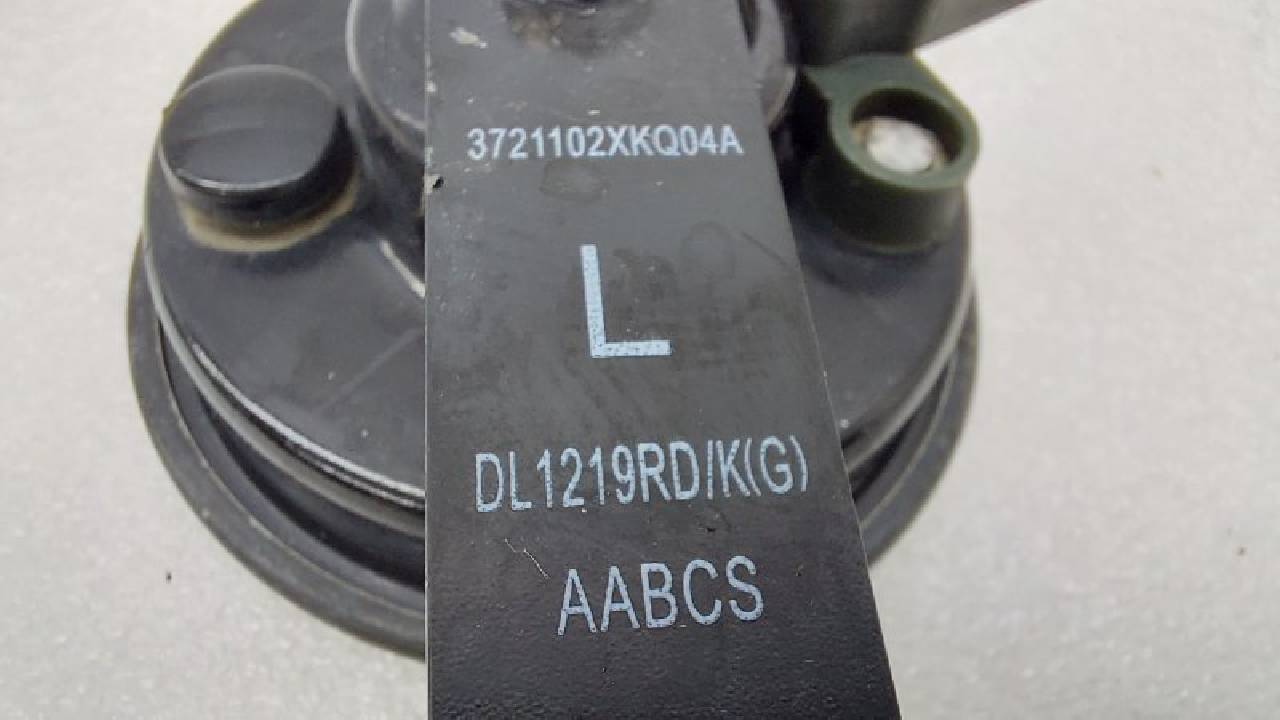 3721102XKQ04A
L
DL1219RD/K(G)
AABCS